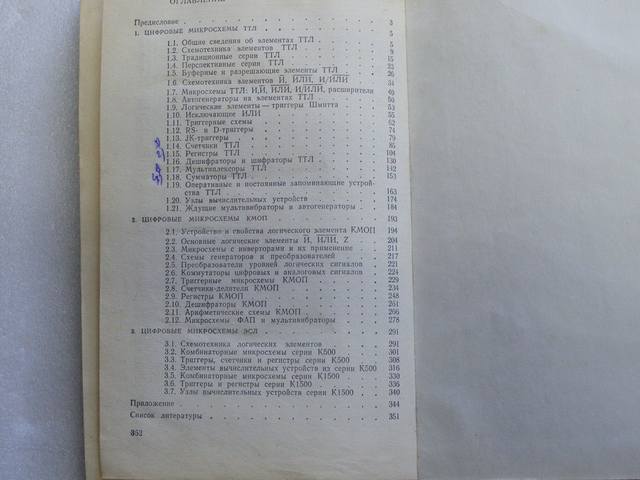 ОГЛАВЛЕНИЕ
Предисловие . . . 3
1. ЦИФРОВЫЕ МИКРОСХЕМЫ ТТЛ . . . 5
1.1. Общие сведения об элементах ТТЛ . . . 5
1.2. Схемотехника элементов ТТЛ . . . 9
1.3. Традиционные серии ТТЛ . . . 15
1.4. Перспективные серии ТТЛ . . . 23
1.5. Буферные и разрешающие элементы ТТЛ . . . 26
1.6. Схемотехника элементов И, ИЛИ, И/ИЛИ . . . 34
1.7. Микросхемы ТТЛ: И,И, ИЛИ, И/ИЛИ, расширители 40
1.8. Автогенераторы на элементах ТТЛ . . . 50
1.9. Логические элементы — триггеры Шмитта . . . 53
1.10. Исключающее ИЛИ . . . 55
1.11. Триггерные схемы . . . 62
1.12. RS- и D-триггеры . . . 74
1.13. JK-триггеры . . . 79
1.14. Счетчики ТТЛ . . . 85
1.15. Регистры ТТЛ . . . 104
1.16. Дешифраторы и шифраторы ТТЛ . . . 130
1.17. Мультиплексоры ТТЛ . . . 142
1.18. Сумматоры ТТЛ . . . 151
1.19. Оперативные и постоянные запоминающие устрой-
ства ТТЛ . . . 163
1.20. Узлы вычислительных устройств . . . 174
1.21. Ждущие мультивибраторы и автогенераторы . . . 184
2. ЦИФРОВЫЕ МИКРОСХЕМЫ КМОП . . . 193
2.1. Устройство и свойства логического элемента КМОП 194
2.2. Основные логические элементы И, ИЛИ, Z . . . 204
2.3. Микросхемы с инверторами и их применение . . . 211
2.4. Схемы генераторов и преобразователей . . . 217
2.5. Преобразователи уровней логических сигналов . . . 221
2.6. Коммутаторы цифровых и аналоговых сигналов . . . 224
2.7. Триггерные микросхемы КМОП . . . 229
2.8. Счетчики-делители КМОП . . . 234
2.9. Регистры КМОП . . . 248
2.10. Дешифраторы КМОП . . . 261
2.11. Арифметические схемы КМОП . . . 266
2.12. Микросхемы ФАП и мультивибраторы . . . 278
3. ЦИФРОВЫЕ МИКРОСХЕМЫ ЭСЛ . . . 291
3.1. Схемотехника логических элементов . . . 291
3.2. Комбинаторные микросхемы серии К500 . . . 301
3.3. Триггеры, счетчики и регистры серии К500 . . . 308
3.4. Элементы вычислительных устройств из серии К500 316
3.5. Комбинаторные микросхемы серии К1500 . . . 330
3.6. Триггеры и регистры серии К1500 . . . 336
3.7. Узлы вычислительных устройств серии К1500 . . . 340
Приложение . . . 344
Список литературы . . . 351
352